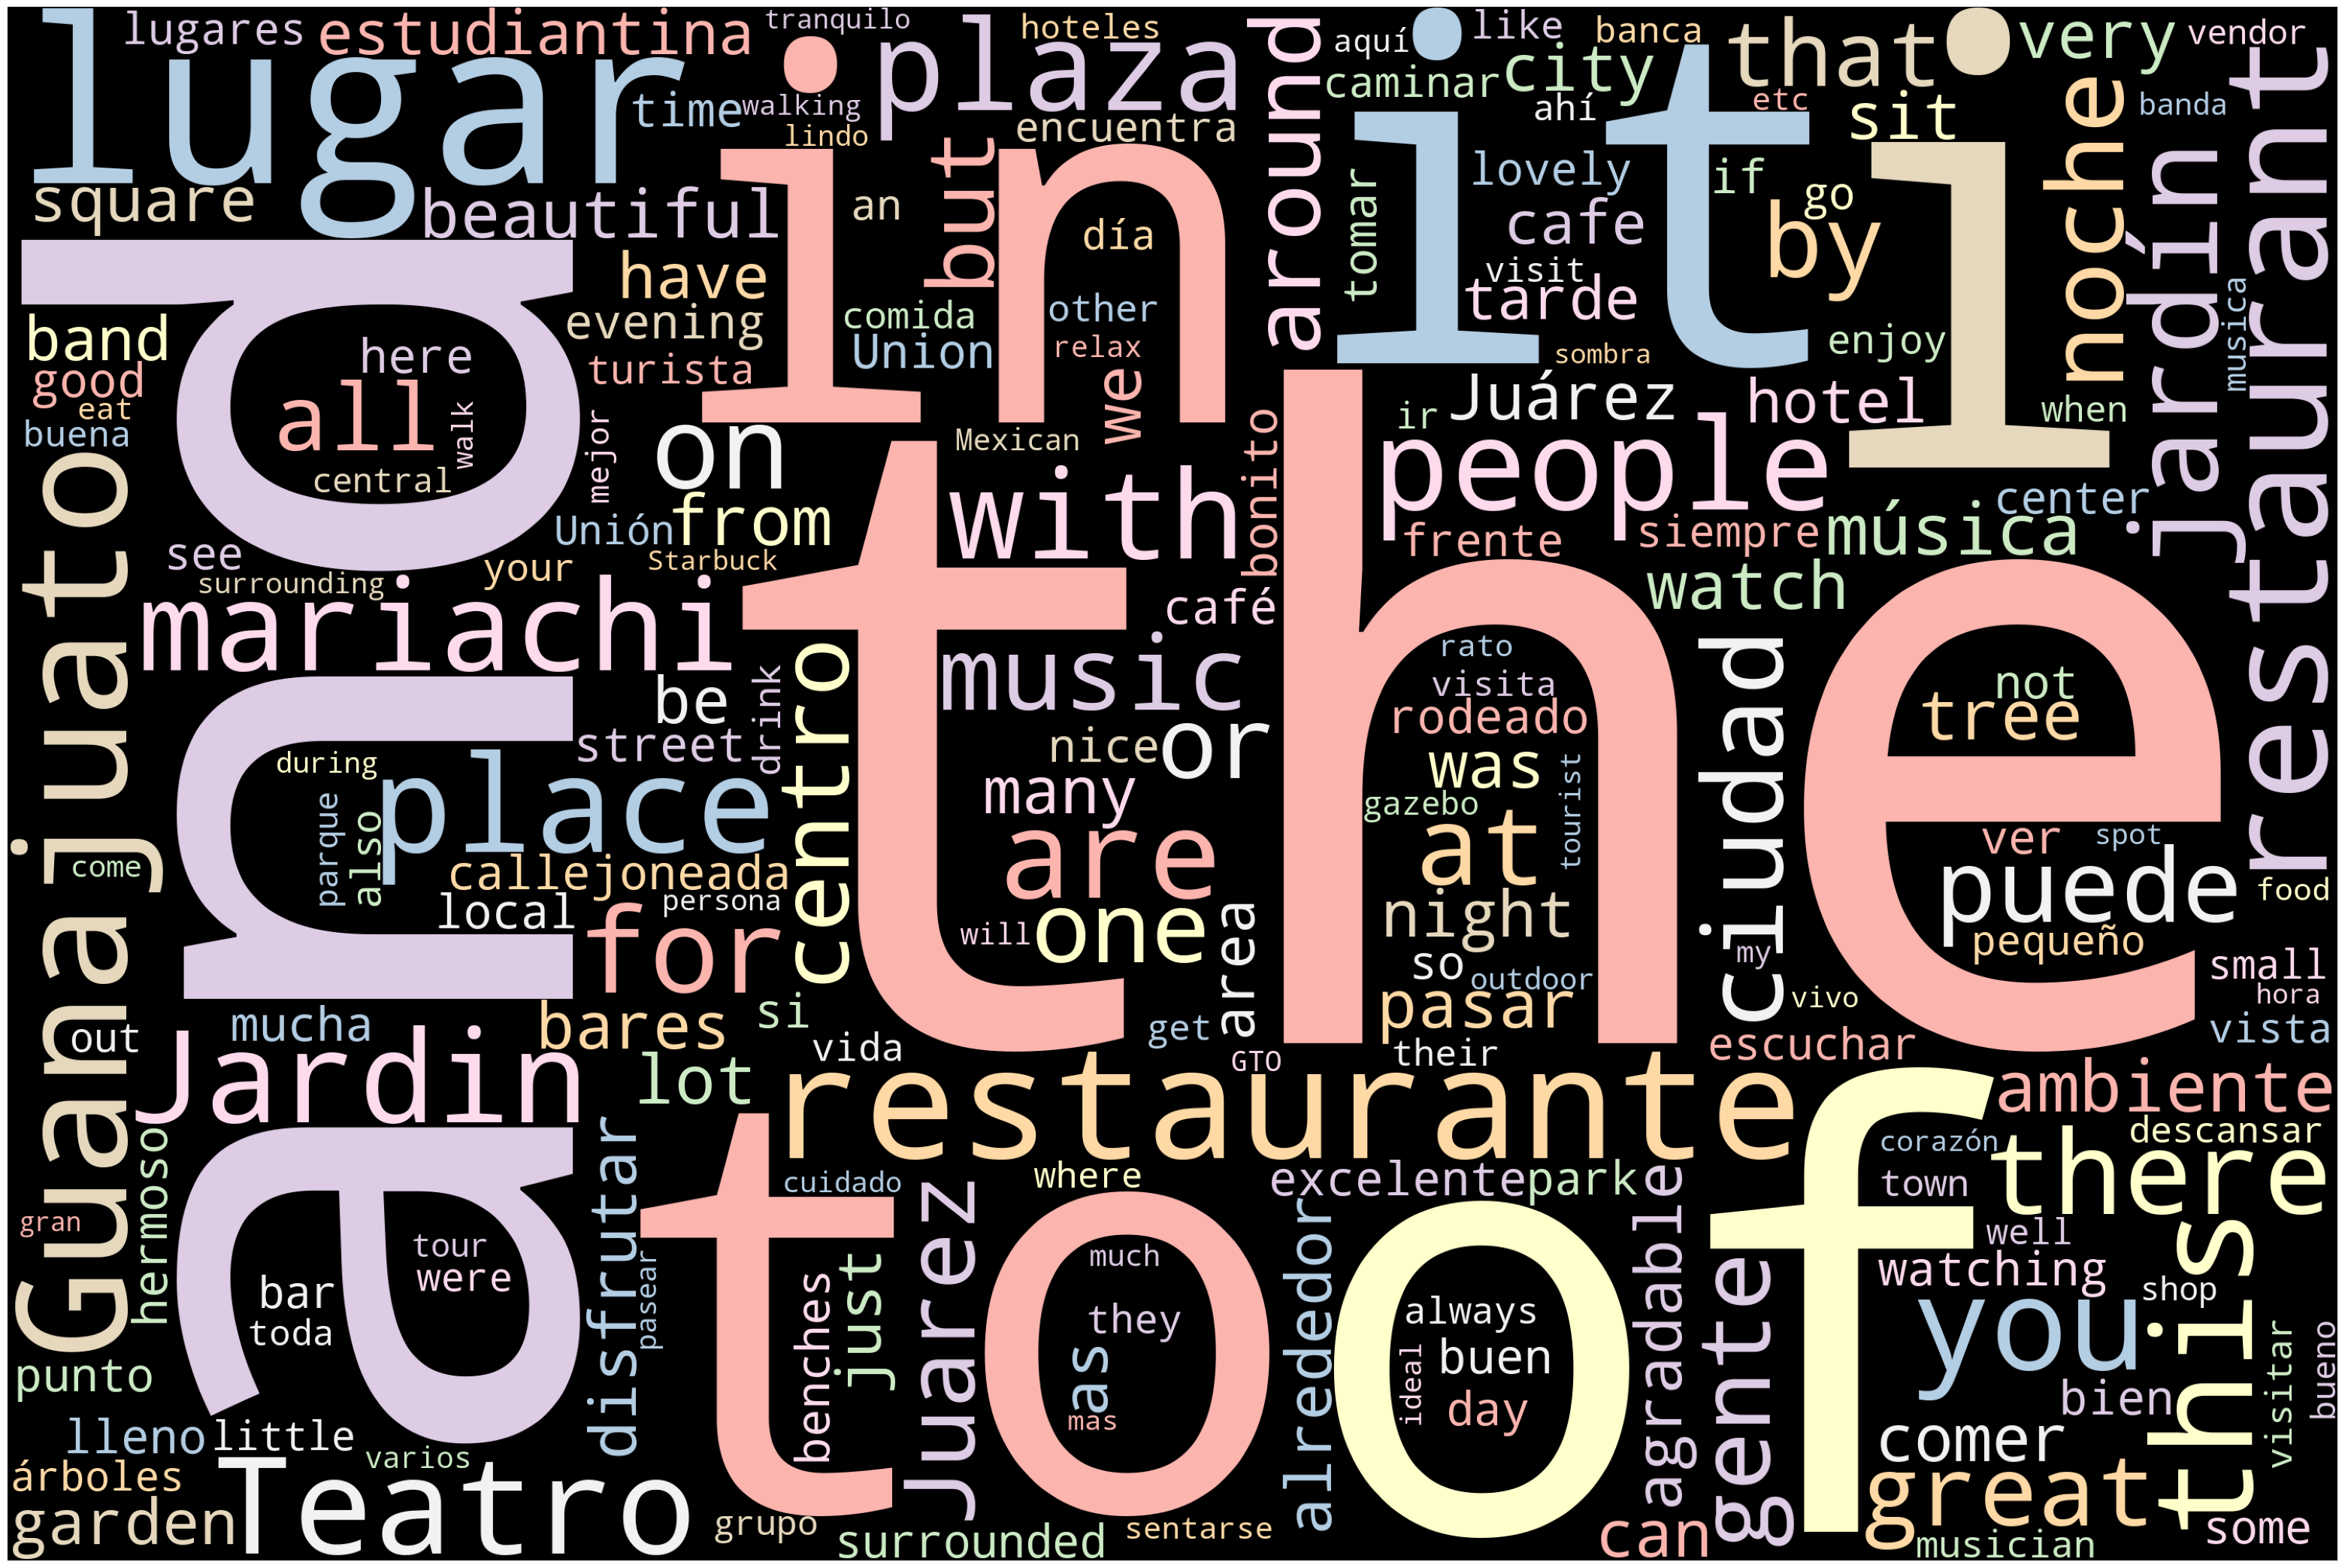 lugares estudiantina tranquilo hoteles around aquí like banca that very vendor
lugar time walking lindo plaza encuentra caminar city ahí etc sit banda
square beautiful in an but día tomar lovely it if go by i noche jardín restaurant
have evening comida other Union relax cafe visit tarde sombra enjoy musica
band good eat buena here all walk central and turista mejor we
on Mexican bonito ir Juárez people hotel when
Guanajuato see surrounding your Unión from Starbuck with frente siempre música center
mariachi café the watch ciudad
be street drink centro music nice or many are rato visita rodeado was gazebo tourist not tree
during parque also place come callejoneada local persona for will one area at night so outdoor pasar my vivo ver spot puede pequeño food small hora vista
out mucha bares si vida get GTO their escuchar
Jardin lot restaurante ambiente
hermoso gran disfrutar cuidado where excelente park corazón town there descansar
tour were bar toda pasear to benches just Juarez much they as mas alrededor always buen ideal day of agradable gente well watching shop you this visitar bueno
punto lleno little varios bien comer
árboles garden Teatro grupo surrounded sentarse can great musician some